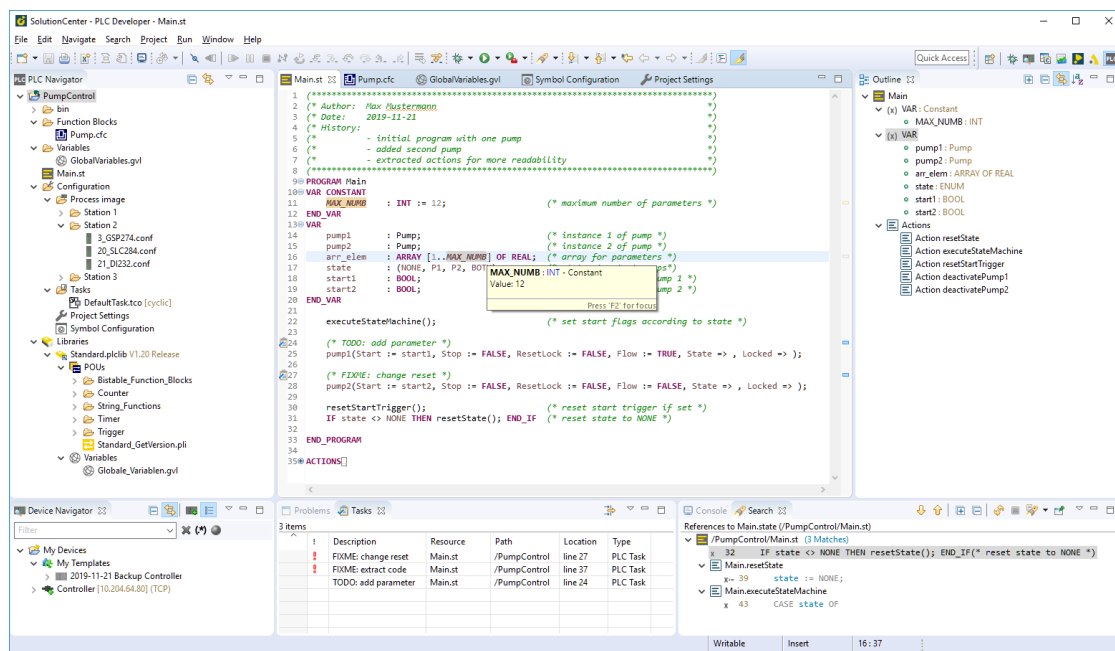 SolutionCenter - PLC Developer - Main.st
File Edit Navigate Search Project Run Window Help
Quick Access
PLC Navigator
PumpControl
bin
Function Blocks
Pump.cfc
Variables
GlobalVariables.gvl
Main.st
Configuration
Process image
Station 1
Station 2
3_GSP274.conf
20_SLC284.conf
21_DI232.conf
Station 3
Tasks
DefaultTask.tco [cyclic]
Project Settings
Symbol Configuration
Libraries
Standard.plclib V1.20 Release
POUs
Bistable_Function_Blocks
Counter
String_Functions
Timer
Trigger
Standard_GetVersion.pli
Variables
Globale_Variablen.gvl
Main.st Pump.cfc GlobalVariables.gvl Symbol Configuration Project Settings
1
2 (* Author: Max Mustermann *)
3 (* Date: 2019-11-21 *)
4 (* History: *)
5 (* - initial program with one pump *)
6 (* - added second pump *)
7 (* - extracted actions for more readability *)
8
9 PROGRAM Main
10 VAR CONSTANT
11 MAX_NUMB : INT := 12; (* maximum number of parameters *)
12 END_VAR
13 VAR
14 pump1 : Pump; (* instance 1 of pump *)
15 pump2 : Pump; (* instance 2 of pump *)
16 arr_elem : ARRAY [1..MAX_NUMB] OF REAL; (* array for parameters *)
17 state : (NONE, P1, P2, BOT
18 start1 : BOOL; ump 1 *)
19 start2 : BOOL; ump 2 *)
20 END_VAR
21
22 executeStateMachine(); (* set start flags according to state *)
23
24 (* TODO: add parameter *)
25 pump1(Start := start1, Stop := FALSE, ResetLock := FALSE, Flow := TRUE, State => , Locked => );
26
27 (* FIXME: change reset *)
28 pump2(Start := start2, Stop := FALSE, ResetLock := FALSE, Flow := FALSE, State => , Locked => );
29
30 resetStartTrigger(); (* reset start trigger if set *)
31 IF state <> NONE THEN resetState(); END_IF (* reset state to NONE *)
32
33 END_PROGRAM
34
35 ACTIONS
MAX_NUMB : INT - Constant
Value: 12
Press 'F2' for focus
Outline
Main
VAR : Constant
MAX_NUMB : INT
VAR
pump1 : Pump
pump2 : Pump
arr_elem : ARRAY OF REAL
state : ENUM
start1 : BOOL
start2 : BOOL
Actions
Action resetState
Action executeStateMachine
Action resetStartTrigger
Action deactivatePump1
Action deactivatePump2
Device Navigator
Filter
(*)
My Devices
My Templates
2019-11-21 Backup Controller
Controller [10.204.64.80] (TCP)
Problems Tasks
3 items
! Description Resource Path Location Type
FIXME: change reset Main.st /PumpControl line 27 PLC Task
FIXME: extract code Main.st /PumpControl line 37 PLC Task
TODO: add parameter Main.st /PumpControl line 24 PLC Task
Console Search
References to Main.state (/PumpControl/Main.st)
/PumpControl/Main.st (3 Matches)
32 IF state <> NONE THEN resetState(); END_IF(* reset state to NONE *)
Main.resetState
39 state := NONE;
Main.executeStateMachine
43 CASE state OF
Writable Insert 16 : 37